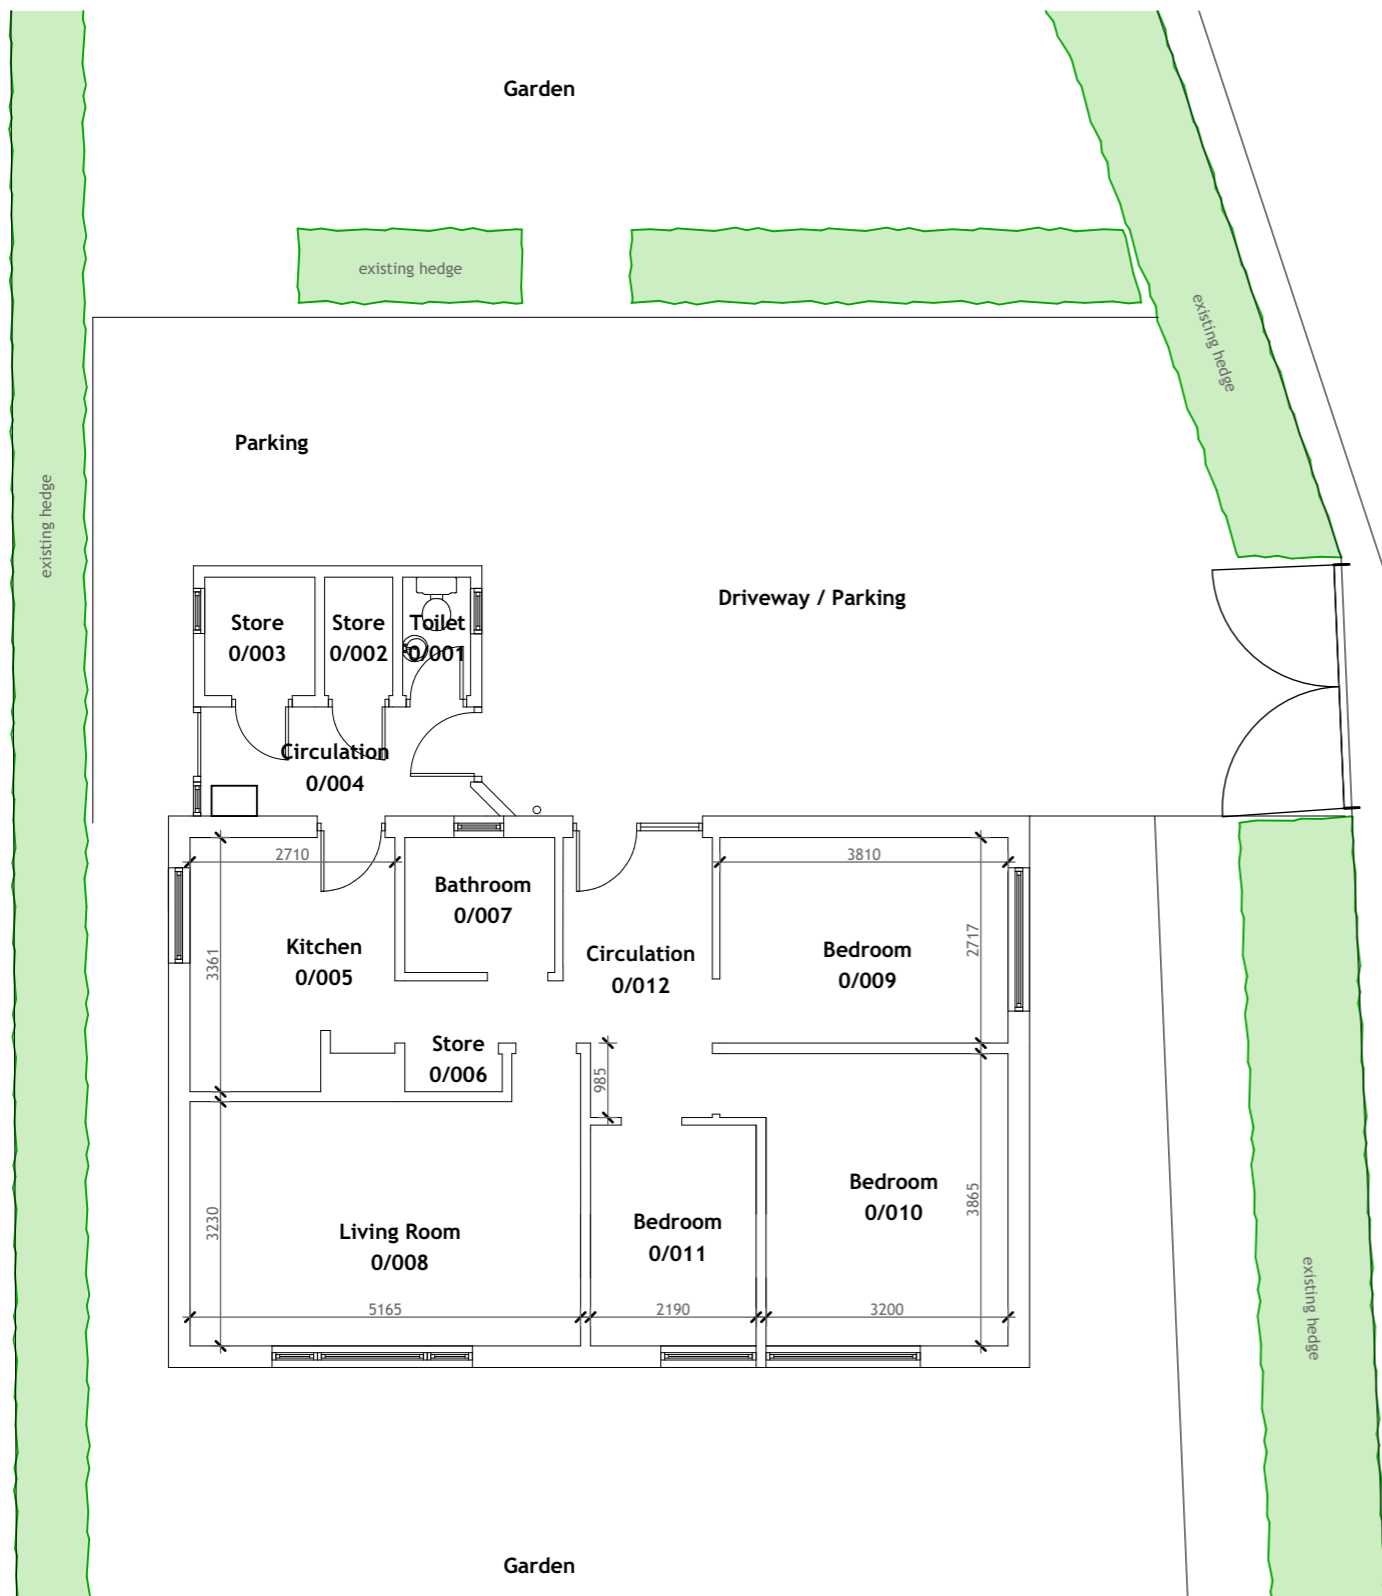 Garden
existing hedge
existing hedge
Parking
existing hedge
Driveway / Parking
Store
0/003
Store
0/002
Toilet
0/001
Circulation
0/004
2710
3810
Bathroom
0/007
Kitchen
0/005
3361
Circulation
0/012
Bedroom
0/009
2717
Store
0/006
985
Living Room
0/008
3230
Bedroom
0/011
Bedroom
0/010
3865
5165
2190
3200
existing hedge
Garden